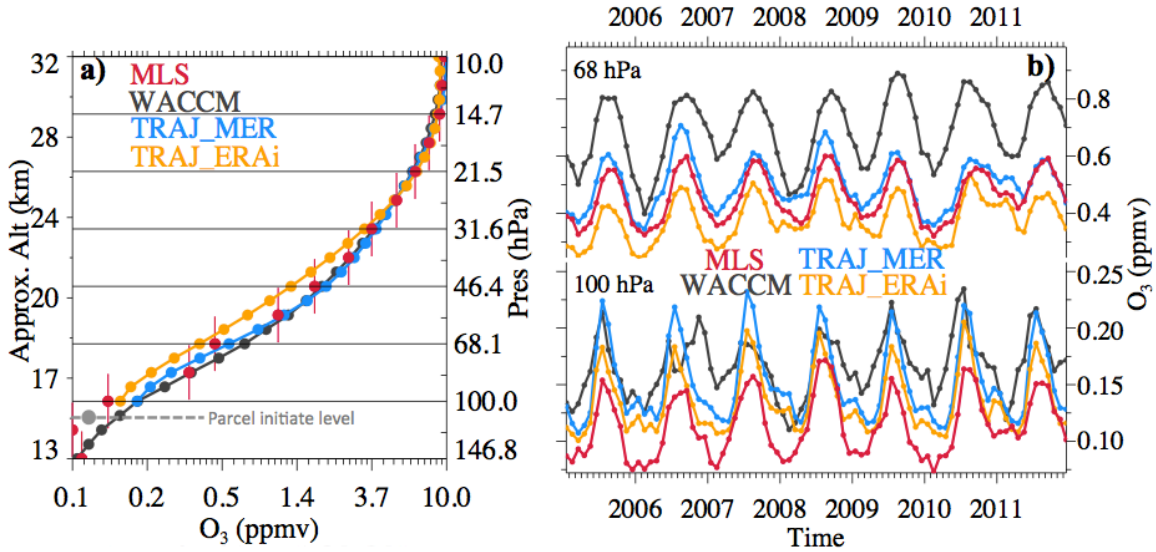 2006 2007 2008 2009 2010 2011
a)
MLS
WACCM
TRAJ_MER
TRAJ_ERAi
Parcel initiate level
Approx. Alt (km)
32
28
24
20
17
13
10.0
14.7
21.5
31.6
46.4
68.1
100.0
146.8
Pres (hPa)
0.1 0.2 0.5 1.4 3.7 10.0
O₃ (ppmv)
68 hPa
b)
0.8
0.6
0.4
MLS TRAJ_MER
WACCM TRAJ_ERAi
100 hPa
0.25
0.20
0.15
0.10
O₃ (ppmv)
2006 2007 2008 2009 2010 2011
Time